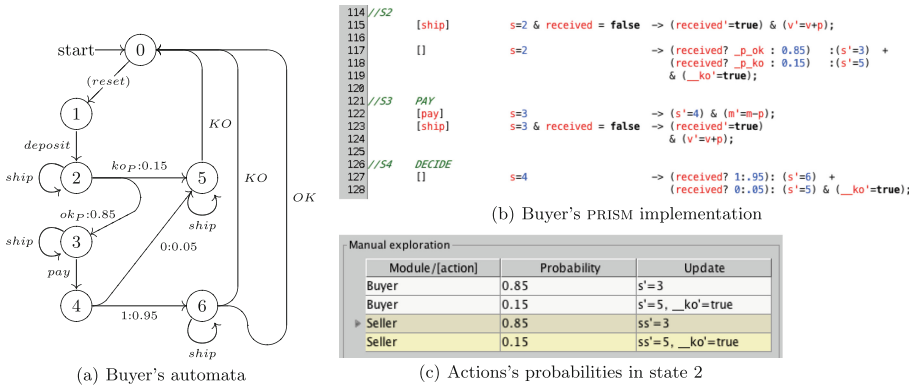 start
0
(reset)
1
deposit
ship
2
ko_P:0.15
5
ship
ok_P:0.85
ship
3
pay
0:0.05
4
1:0.95
6
ship
KO
KO
OK
(a) Buyer's automata
114 //S2
115 [ship] s=2 & received = false -> (received'=true) & (v'=v+p);
116
117 [] s=2 -> (received? _p_ok : 0.85) :(s'=3) +
118 (received? _p_ko : 0.15) :(s'=5)
119 & (__ko'=true);
120
121 //S3 PAY
122 [pay] s=3 -> (s'=4) & (m'=m-p);
123 [ship] s=3 & received = false -> (received'=true)
124 & (v'=v+p);
125
126 //S4 DECIDE
127 [] s=4 -> (received? 1:.95): (s'=6) +
128 (received? 0:.05): (s'=5) & (__ko'=true);
(b) Buyer's PRISM implementation
Manual exploration
Module/[action] Probability Update
Buyer 0.85 s'=3
Buyer 0.15 s'=5, __ko'=true
Seller 0.85 ss'=3
Seller 0.15 ss'=5, __ko'=true
(c) Actions's probabilities in state 2